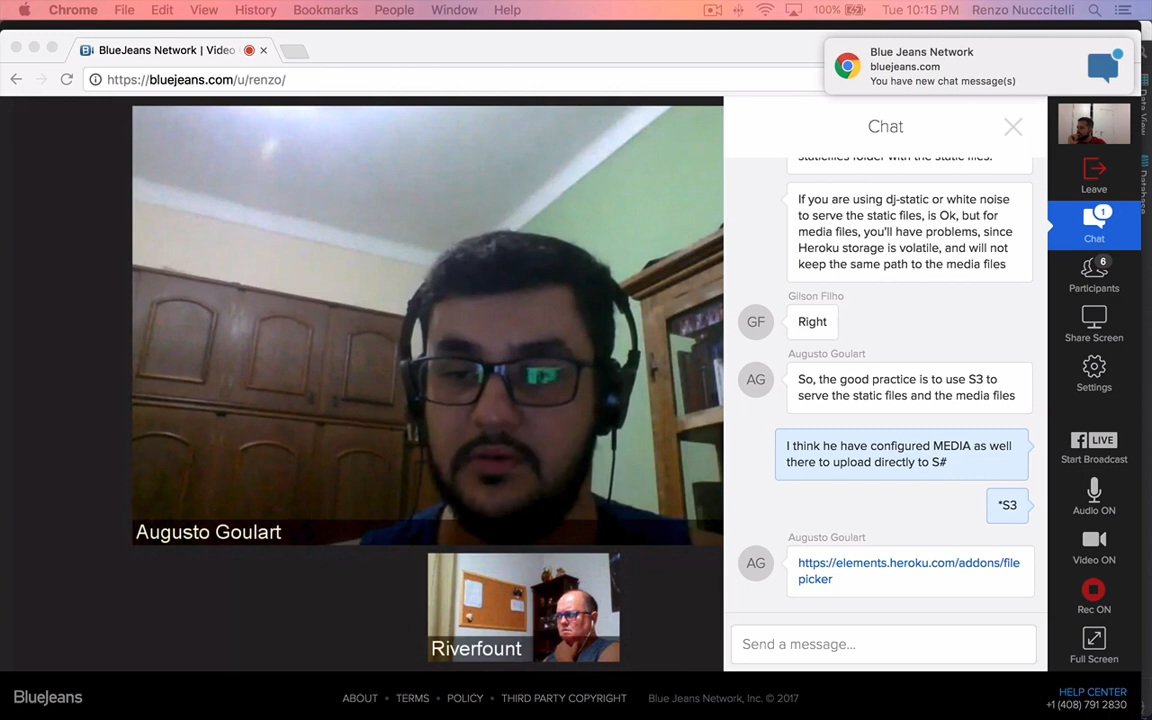 Chrome File Edit View History Bookmarks People Window Help 100% Tue 10:15 PM Renzo Nucccitelli
BlueJeans Network | Video
https://bluejeans.com/u/renzo/
Blue Jeans Network
bluejeans.com
You have new chat message(s)
Data View
Database
Chat
staticfiles folder with the static files.
If you are using dj-static or white noise
to serve the static files, is Ok, but for
media files, you'll have problems, since
Heroku storage is volatile, and will not
keep the same path to the media files
Gilson Filho
GF
Right
Augusto Goulart
AG
So, the good practice is to use S3 to
serve the static files and the media files
I think he have configured MEDIA as well
there to upload directly to S#
*S3
Augusto Goulart
AG
https://elements.heroku.com/addons/file
picker
Send a message...
Leave
1
Chat
6
Participants
Share Screen
Settings
LIVE
Start Broadcast
Audio ON
Video ON
Rec ON
Full Screen
Augusto Goulart
Riverfount
BlueJeans
ABOUT • TERMS • POLICY • THIRD PARTY COPYRIGHT Blue Jeans Network, Inc. © 2017
HELP CENTER
+1 (408) 791 2830